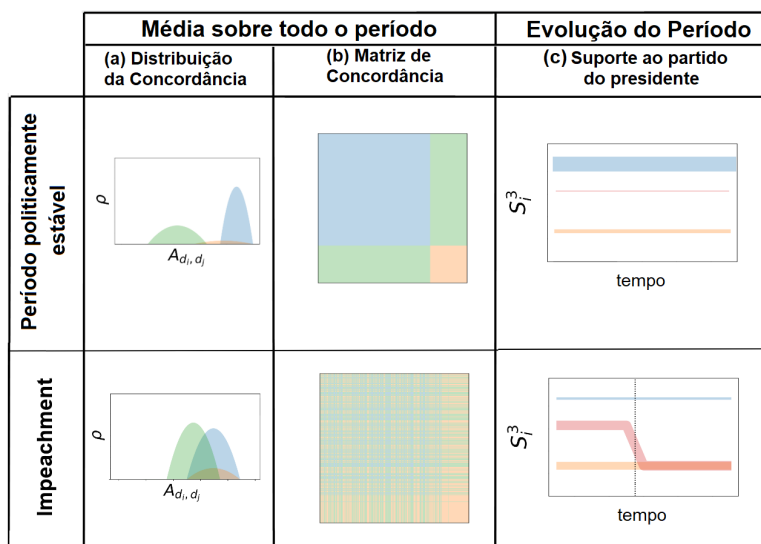 Média sobre todo o período
Evolução do Período
(a) Distribuição
da Concordância
(b) Matriz de
Concordância
(c) Suporte ao partido
do presidente
Período politicamente
estável
ρ
A_{d_i, d_j}
S_i^3
tempo
Impeachment
ρ
A_{d_i, d_j}
S_i^3
tempo